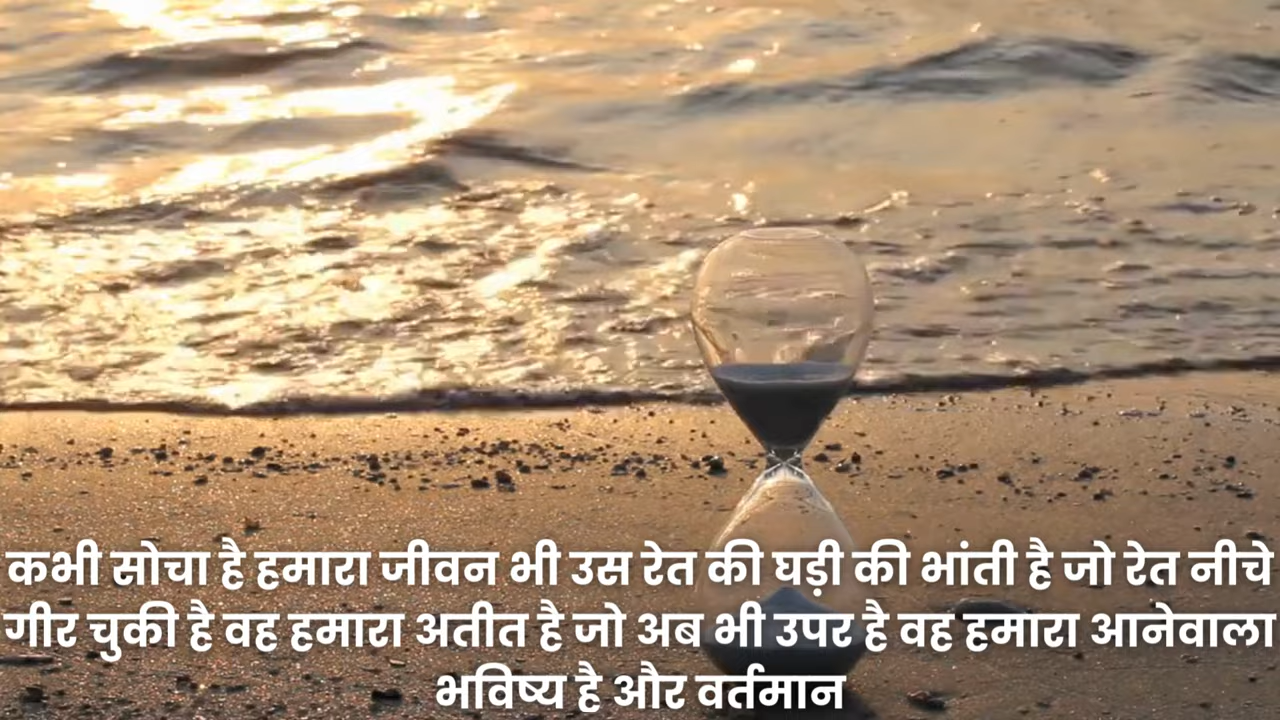 कभी सोचा है हमारा जीवन भी उस रेत की घड़ी की भांती है जो रेत नीचे
गीर चुकी है वह हमारा अतीत है जो अब भी उपर है वह हमारा आनेवाला
भविष्य है और वर्तमान